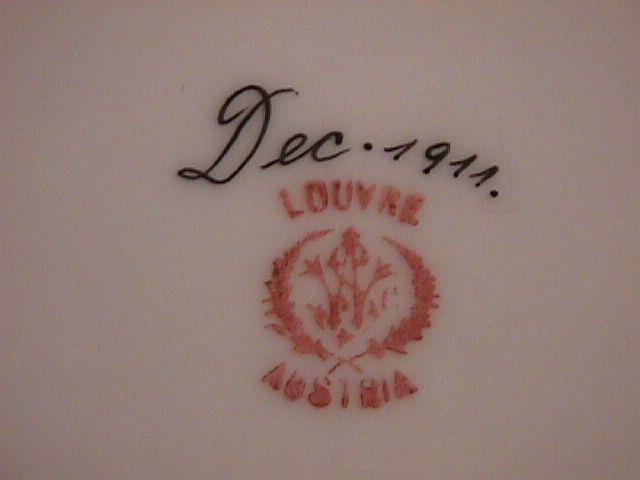 Dec. 1911.
LOUVRE
AUSTRIA